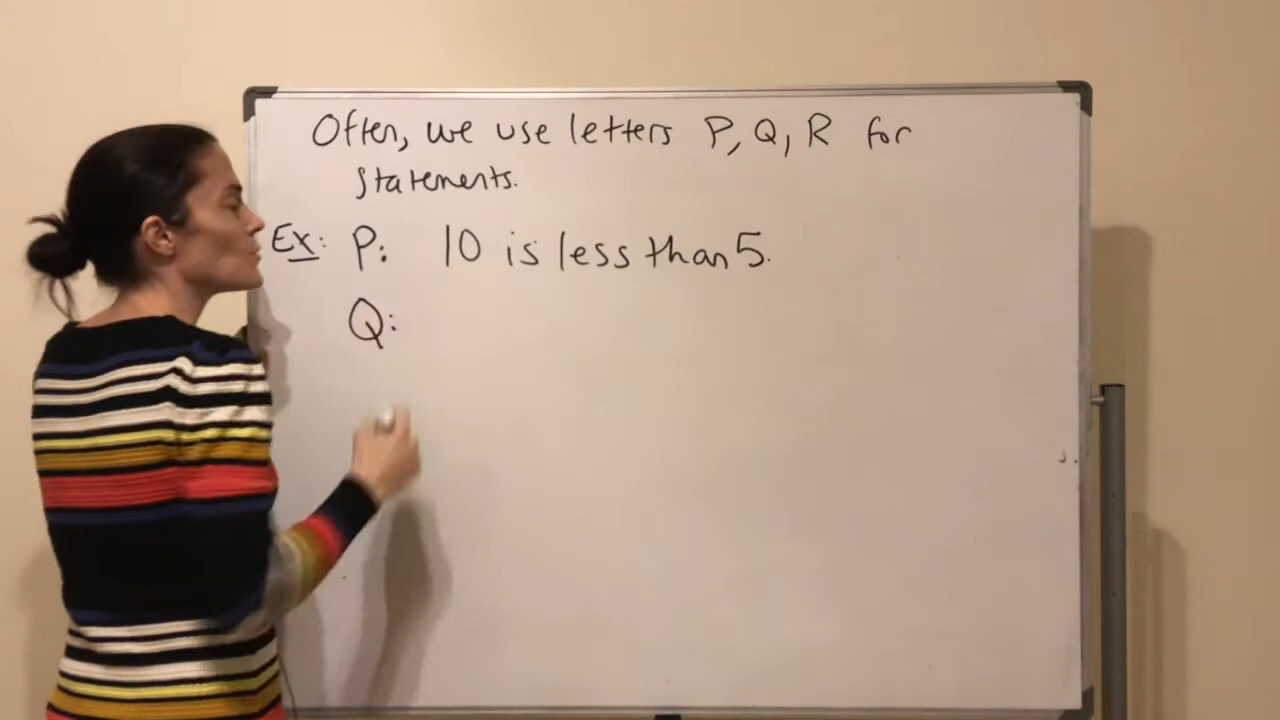 Often, we use letters P, Q, R for
statements.
Ex: P: 10 is less than 5.
Q: